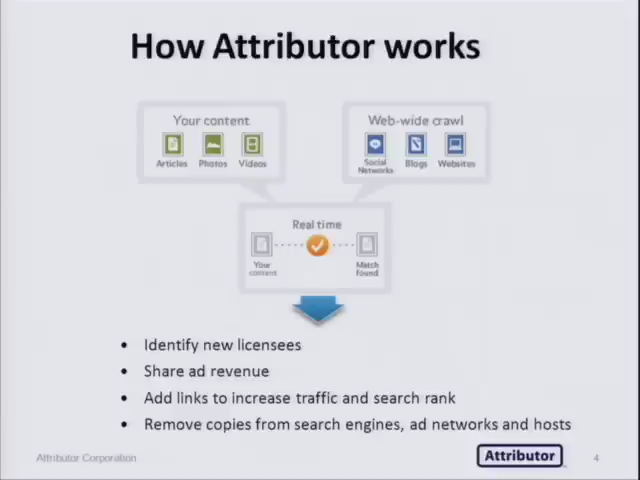 How Attributor works
Your content
Web-wide crawl
Articles Photos Videos
Social Networks Blogs Websites
Real time
Your content
Match found
• Identify new licensees
• Share ad revenue
• Add links to increase traffic and search rank
• Remove copies from search engines, ad networks and hosts
Attributor Corporation
Attributor
4